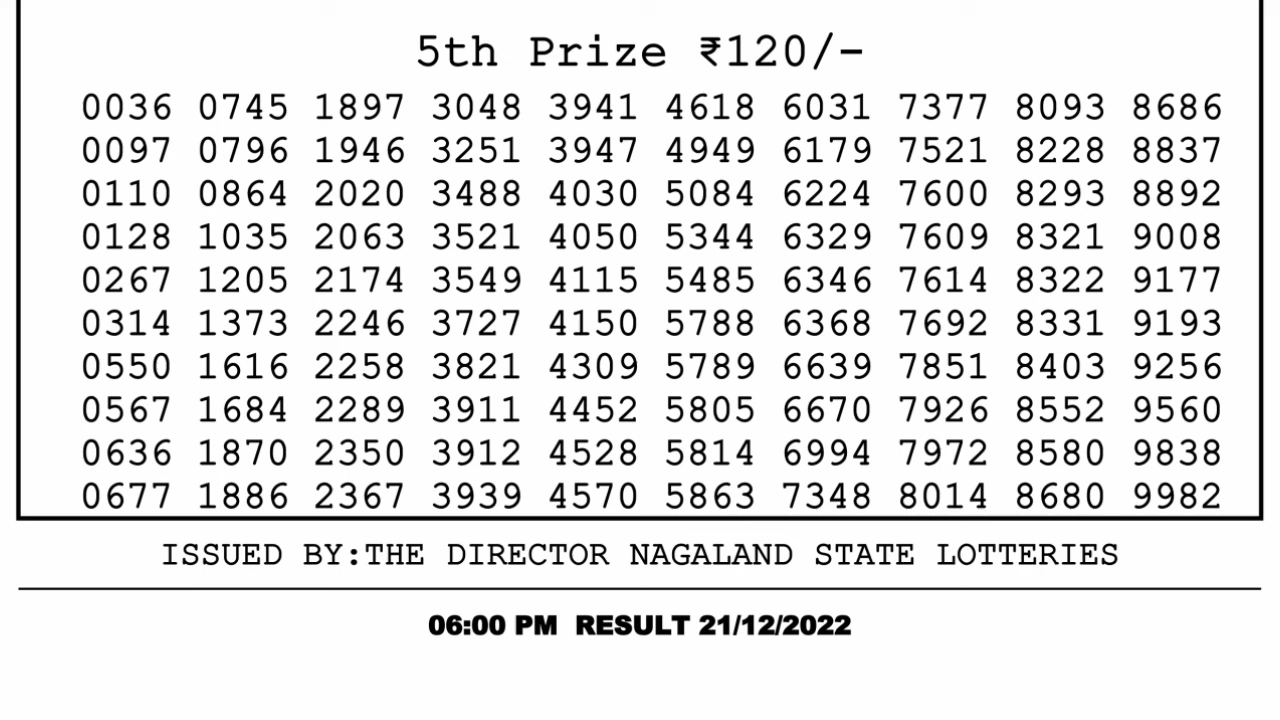 5th Prize ₹120/-
0036 0745 1897 3048 3941 4618 6031 7377 8093 8686
0097 0796 1946 3251 3947 4949 6179 7521 8228 8837
0110 0864 2020 3488 4030 5084 6224 7600 8293 8892
0128 1035 2063 3521 4050 5344 6329 7609 8321 9008
0267 1205 2174 3549 4115 5485 6346 7614 8322 9177
0314 1373 2246 3727 4150 5788 6368 7692 8331 9193
0550 1616 2258 3821 4309 5789 6639 7851 8403 9256
0567 1684 2289 3911 4452 5805 6670 7926 8552 9560
0636 1870 2350 3912 4528 5814 6994 7972 8580 9838
0677 1886 2367 3939 4570 5863 7348 8014 8680 9982
ISSUED BY:THE DIRECTOR NAGALAND STATE LOTTERIES
06:00 PM RESULT 21/12/2022